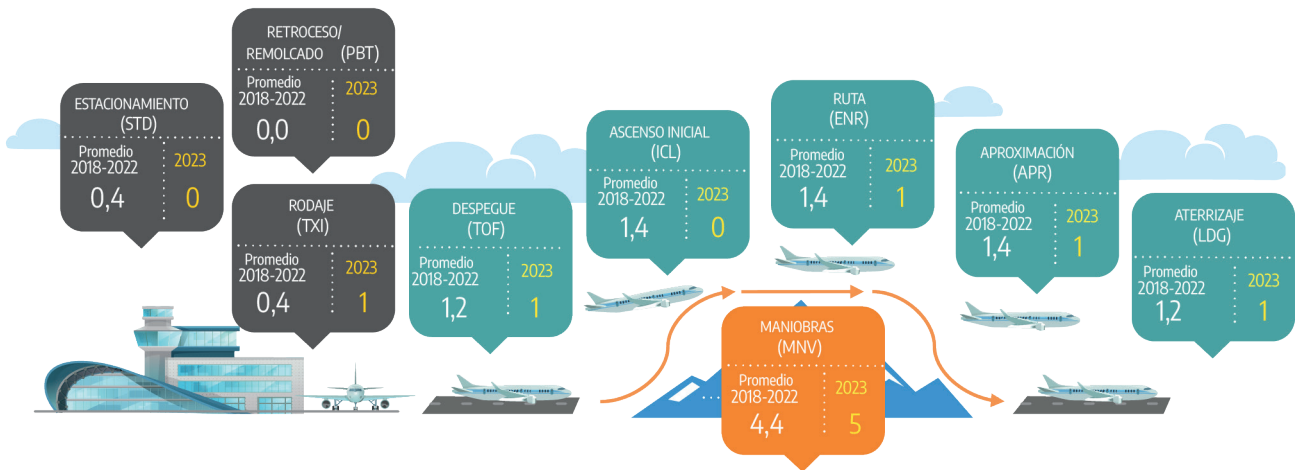 ESTACIONAMIENTO
(STD)
Promedio
2018-2022
0,4
2023
0
RETROCESO/
REMOLCADO (PBT)
Promedio
2018-2022
0,0
2023
0
RODAJE
(TXI)
Promedio
2018-2022
0,4
2023
1
DESPEGUE
(TOF)
Promedio
2018-2022
1,2
2023
1
ASCENSO INICIAL
(ICL)
Promedio
2018-2022
1,4
2023
0
RUTA
(ENR)
Promedio
2018-2022
1,4
2023
1
MANIOBRAS
(MNV)
Promedio
2018-2022
4,4
2023
5
APROXIMACIÓN
(APR)
Promedio
2018-2022
1,4
2023
1
ATERRIZAJE
(LDG)
Promedio
2018-2022
1,2
2023
1